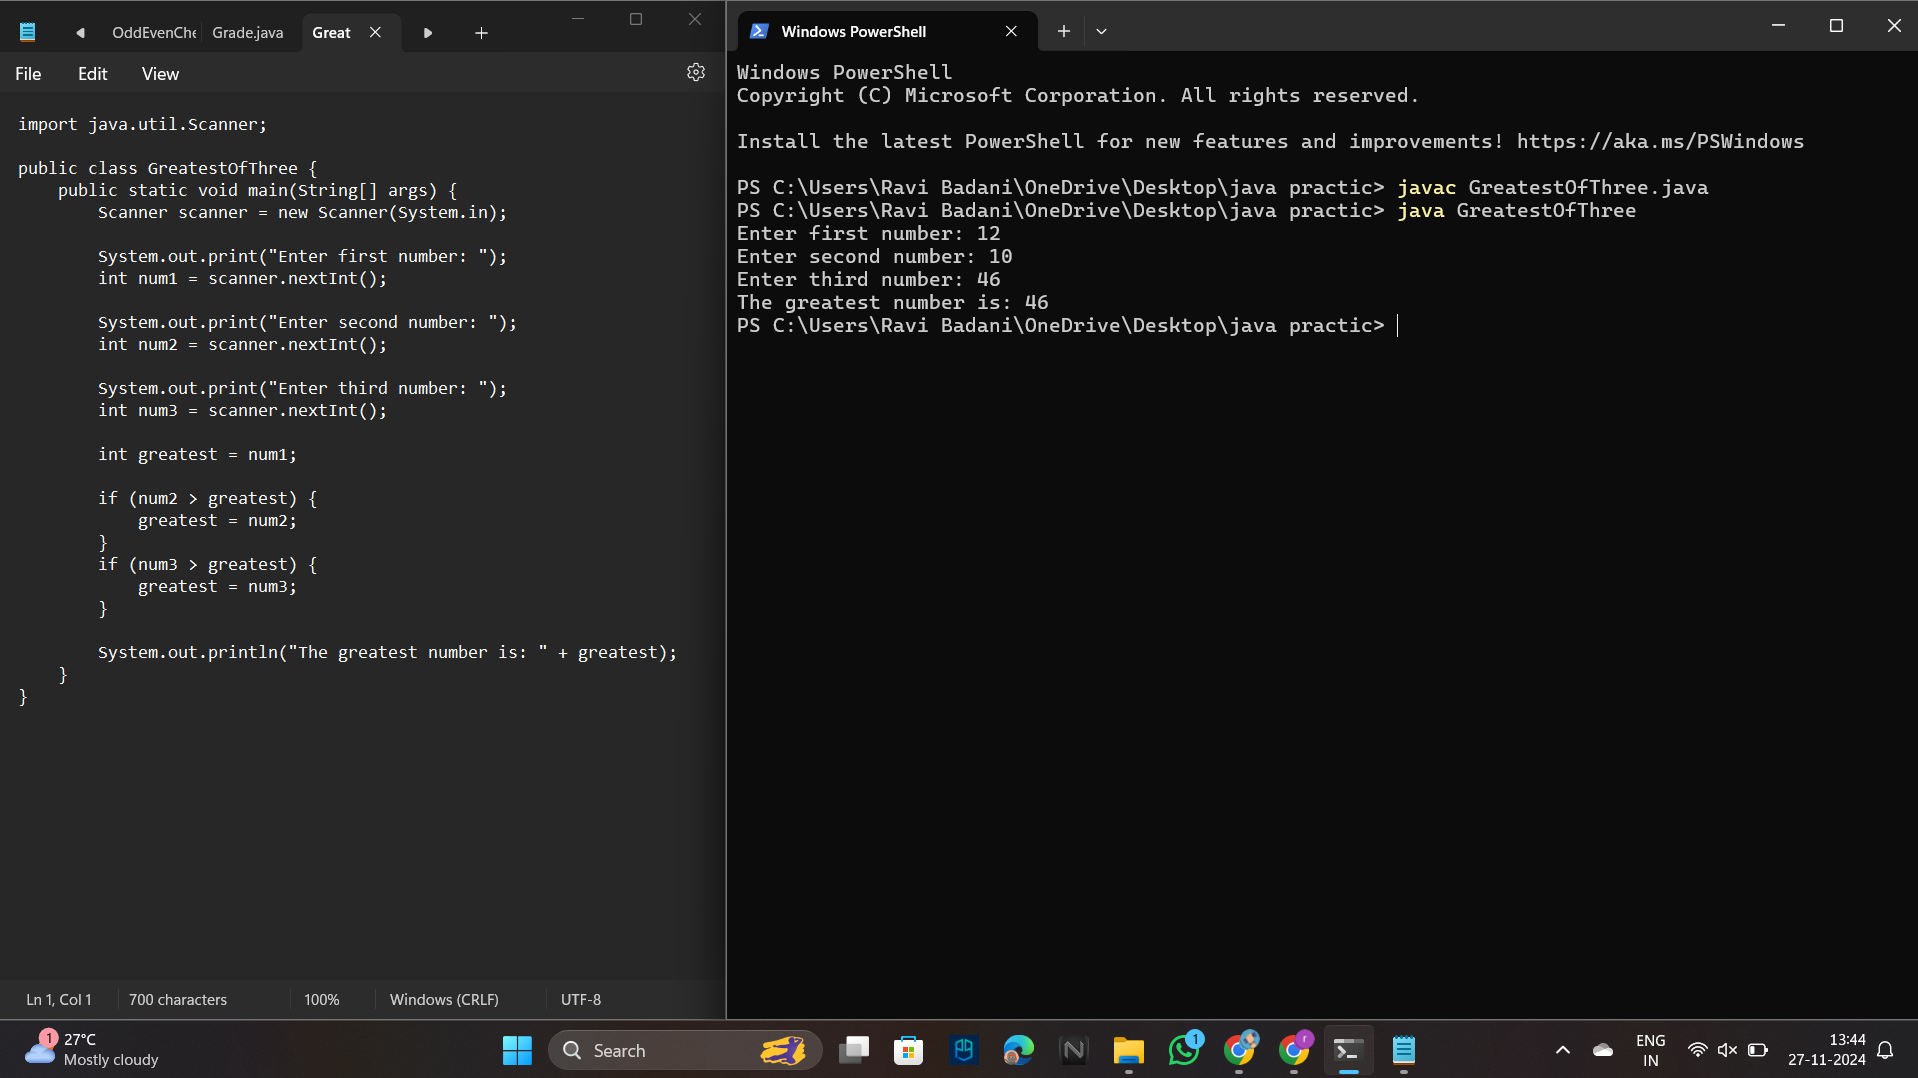 OddEvenChe Grade.java Great
File Edit View
import java.util.Scanner;
public class GreatestOfThree {
    public static void main(String[] args) {
        Scanner scanner = new Scanner(System.in);
        System.out.print("Enter first number: ");
        int num1 = scanner.nextInt();
        System.out.print("Enter second number: ");
        int num2 = scanner.nextInt();
        System.out.print("Enter third number: ");
        int num3 = scanner.nextInt();
        int greatest = num1;
        if (num2 > greatest) {
            greatest = num2;
        }
        if (num3 > greatest) {
            greatest = num3;
        }
        System.out.println("The greatest number is: " + greatest);
    }
}
Ln 1, Col 1 700 characters 100% Windows (CRLF) UTF-8
Windows PowerShell
Windows PowerShell
Copyright (C) Microsoft Corporation. All rights reserved.
Install the latest PowerShell for new features and improvements! https://aka.ms/PSWindows
PS C:\Users\Ravi Badani\OneDrive\Desktop\java practic> javac GreatestOfThree.java
PS C:\Users\Ravi Badani\OneDrive\Desktop\java practic> java GreatestOfThree
Enter first number: 12
Enter second number: 10
Enter third number: 46
The greatest number is: 46
PS C:\Users\Ravi Badani\OneDrive\Desktop\java practic>
1 27°C
Mostly cloudy
Search
N
1
r
ENG
IN
13:44
27-11-2024